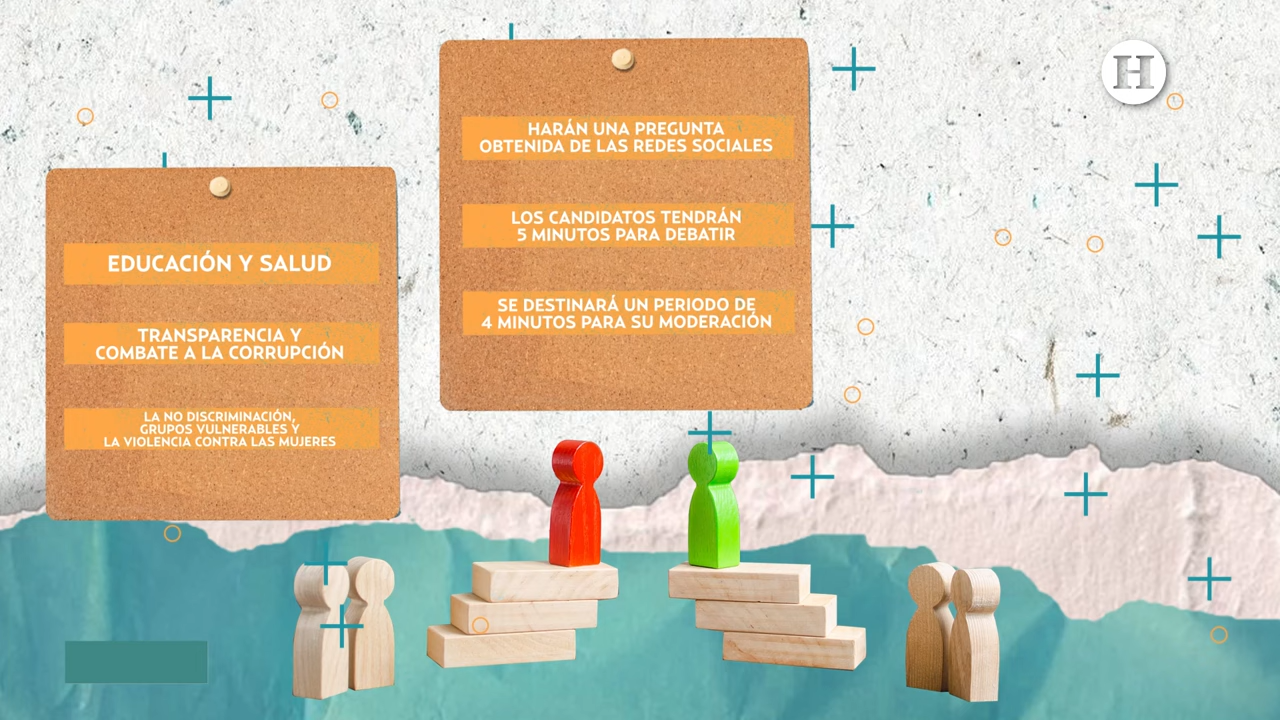 EDUCACIÓN Y SALUD
TRANSPARENCIA Y
COMBATE A LA CORRUPCIÓN
LA NO DISCRIMINACIÓN,
GRUPOS VULNERABLES Y
LA VIOLENCIA CONTRA LAS MUJERES
HARÁN UNA PREGUNTA
OBTENIDA DE LAS REDES SOCIALES
LOS CANDIDATOS TENDRÁN
5 MINUTOS PARA DEBATIR
SE DESTINARÁ UN PERIODO DE
4 MINUTOS PARA SU MODERACIÓN
H